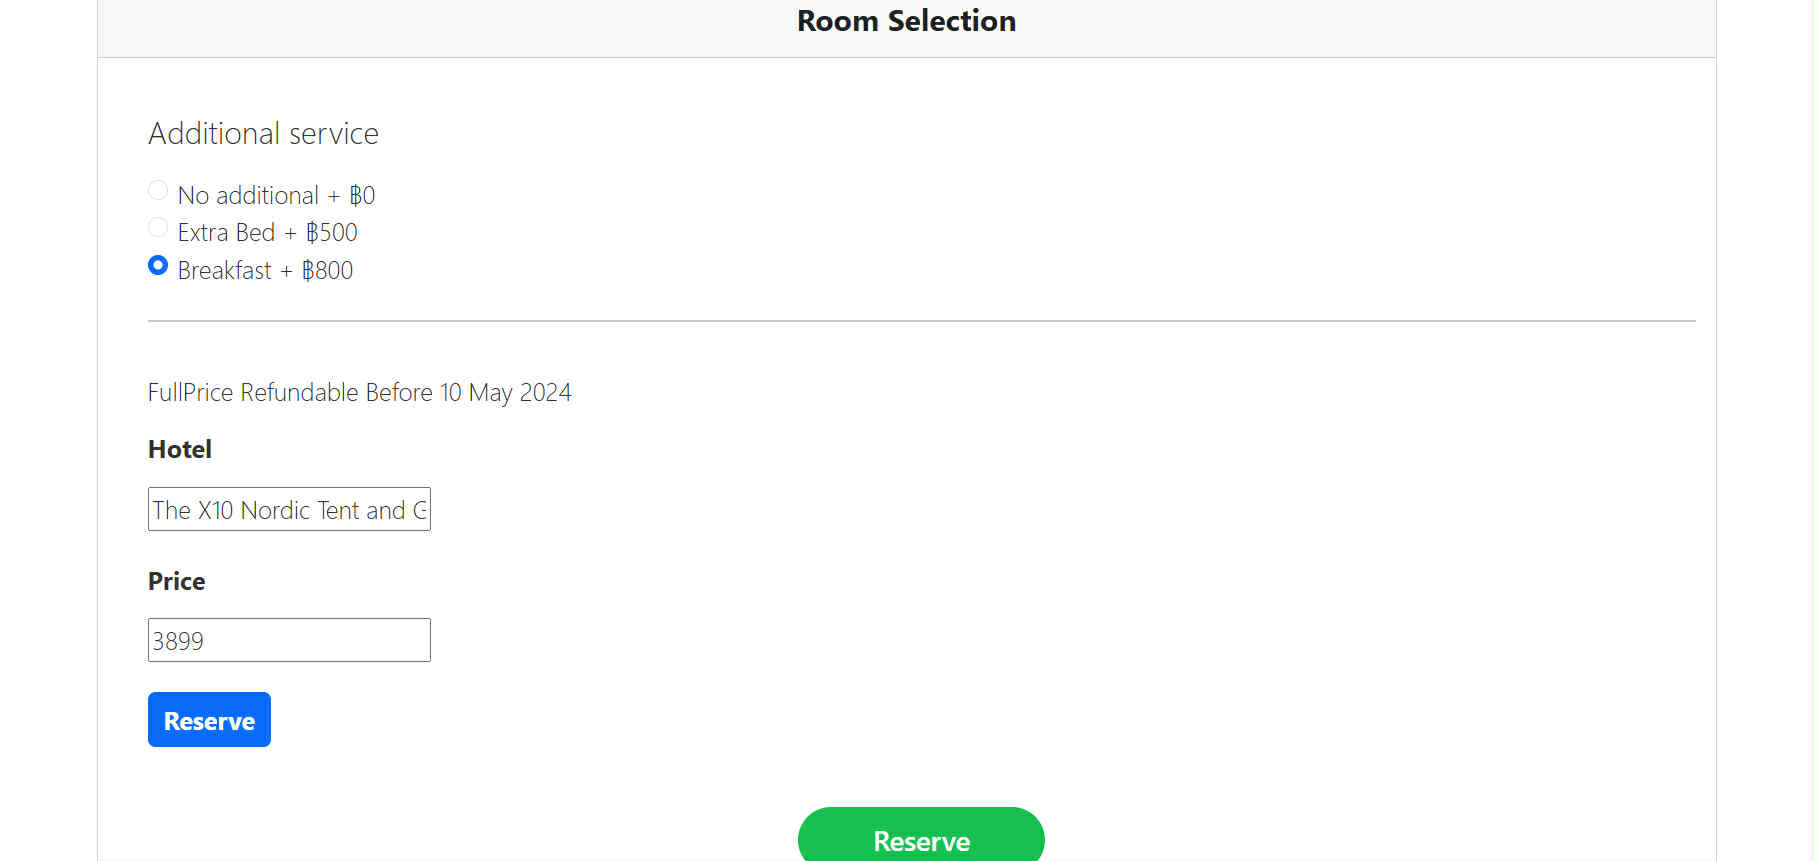 Room Selection
Additional service
No additional + ฿0
Extra Bed + ฿500
Breakfast + ฿800
FullPrice Refundable Before 10 May 2024
Hotel
The X10 Nordic Tent and G
Price
3899
Reserve
Reserve